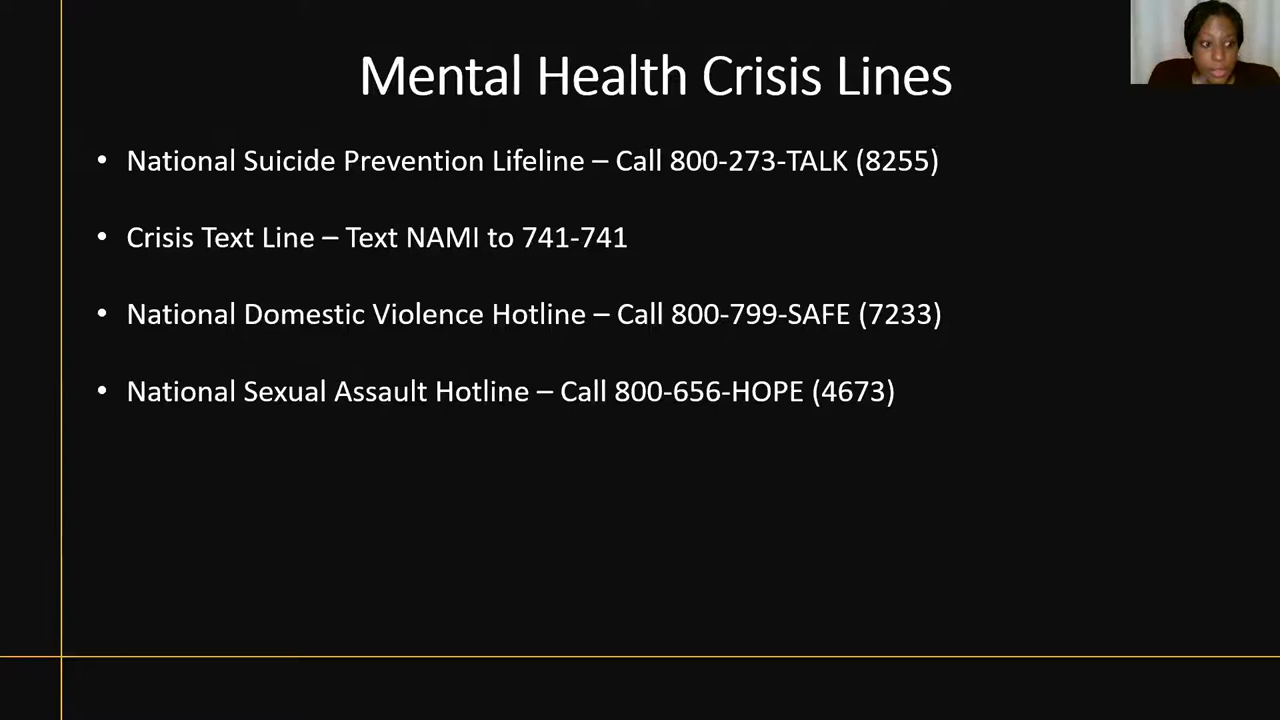 Mental Health Crisis Lines
• National Suicide Prevention Lifeline – Call 800-273-TALK (8255)
• Crisis Text Line – Text NAMI to 741-741
• National Domestic Violence Hotline – Call 800-799-SAFE (7233)
• National Sexual Assault Hotline – Call 800-656-HOPE (4673)